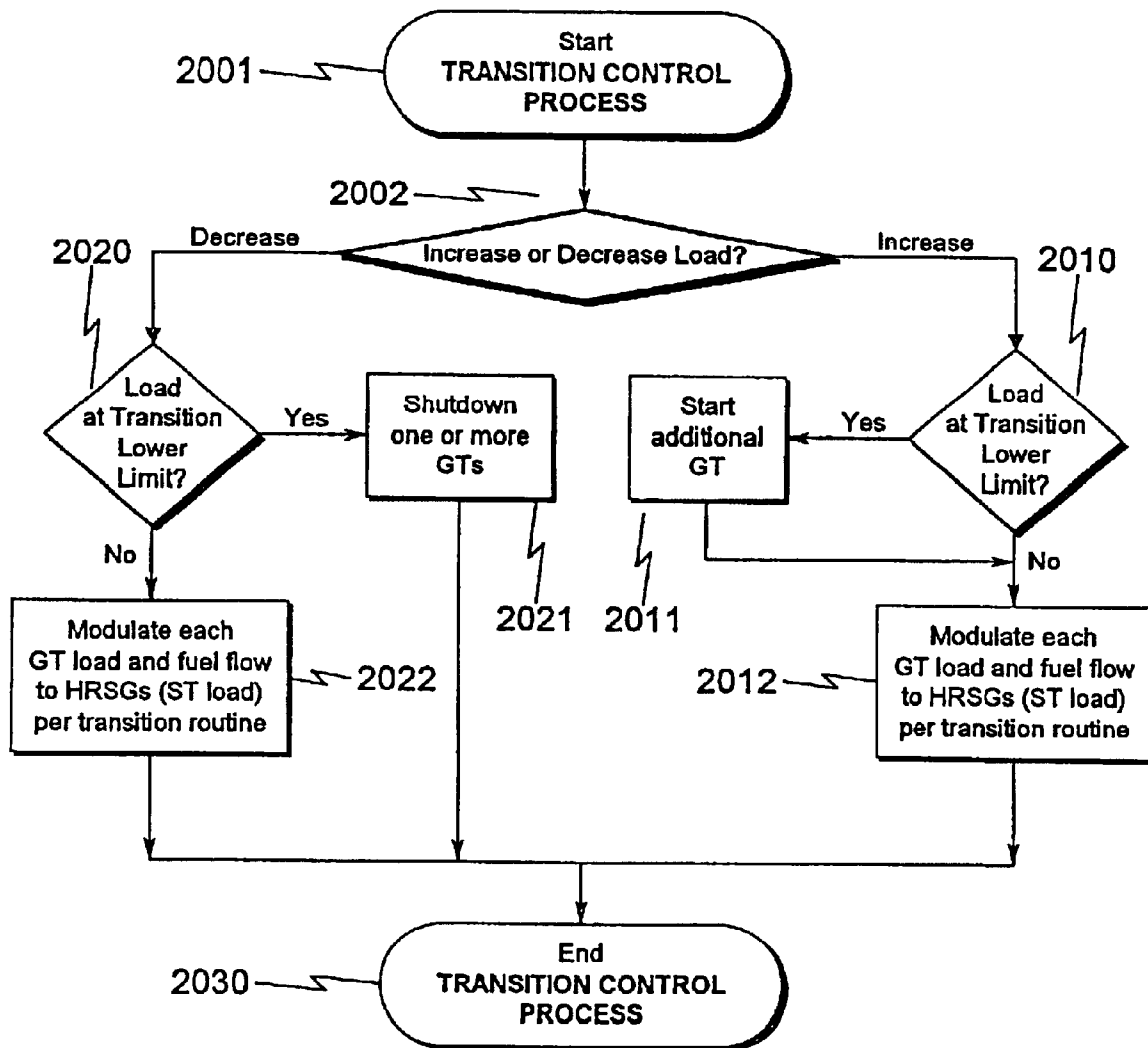 Start
TRANSITION CONTROL
PROCESS
2001
2002
Increase or Decrease Load?
Decrease
Increase
2020
2010
Load
at Transition
Lower
Limit?
Yes
Shutdown
one or more
GTs
Start
additional
GT
Yes
Load
at Transition
Lower
Limit?
No
No
2021
2011
Modulate each
GT load and fuel flow
to HRSGs (ST load)
per transition routine
2022
2012
Modulate each
GT load and fuel flow
to HRSGs (ST load)
per transition routine
End
TRANSITION CONTROL
PROCESS
2030